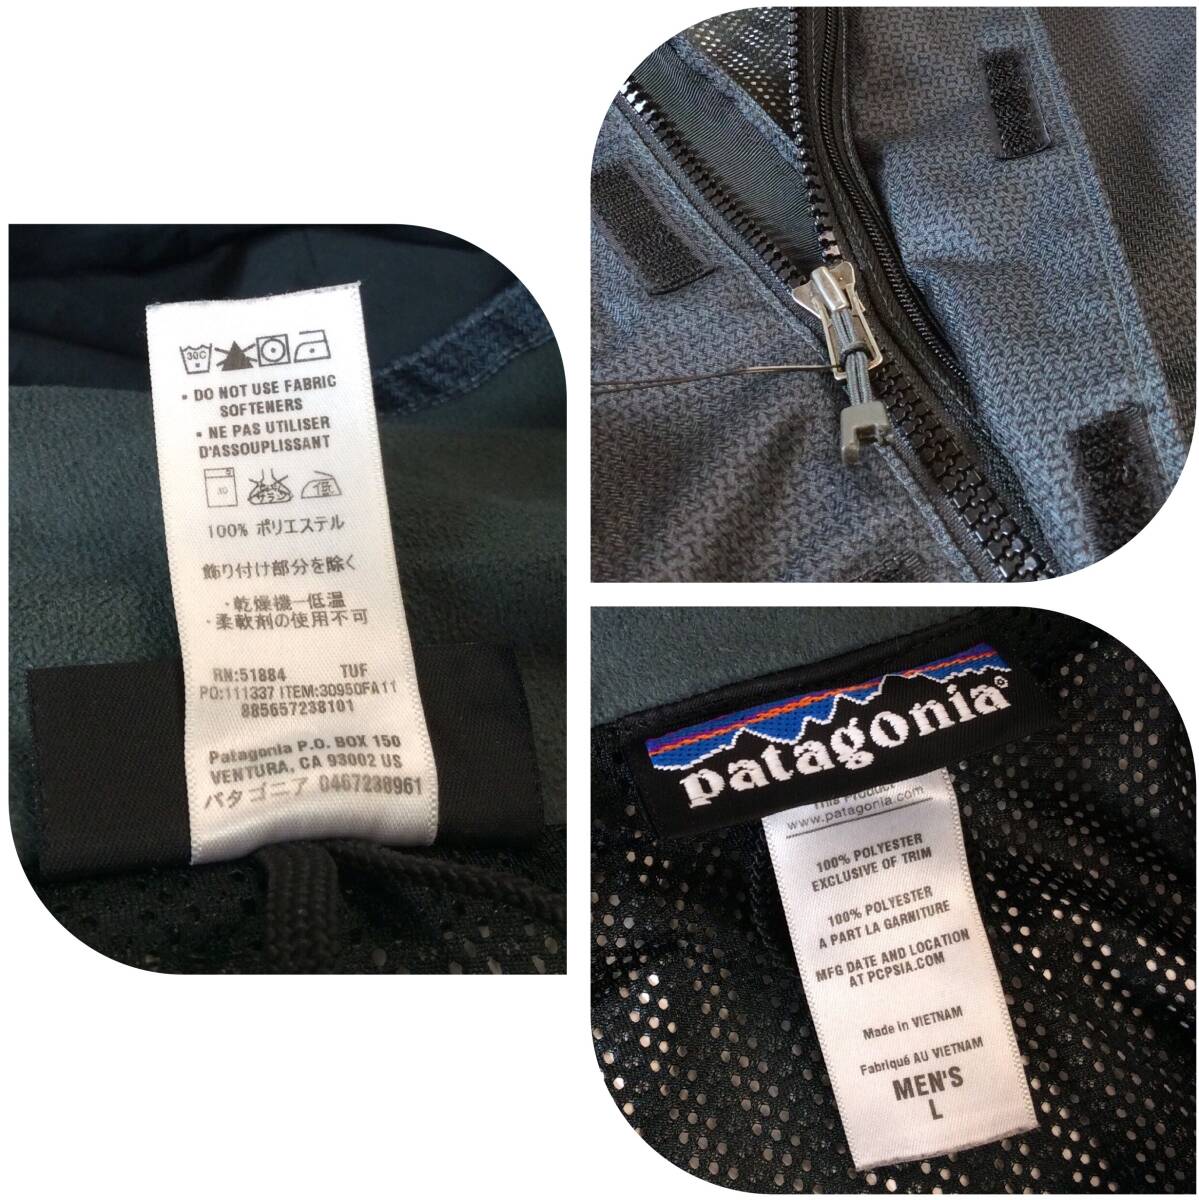 30C
• DO NOT USE FABRIC
SOFTENERS
• NE PAS UTILISER
D'ASSOUPLISSANT
30
低
100% ポリエステル
飾り付け部分を除く
・乾燥機―低温
・柔軟剤の使用不可
RN:51884 TUF
PO:111337 ITEM:30950FA11
885657238101
Patagonia P.O. BOX 150
VENTURA, CA 93002 US
パタゴニア 0467238961
patagonia®
This Product
www.patagonia.com
100% POLYESTER
EXCLUSIVE OF TRIM
100% POLYESTER
A PART LA GARNITURE
MFG DATE AND LOCATION
AT PCPSIA.COM
Made in VIETNAM
Fabriqué AU VIETNAM
MEN'S
L